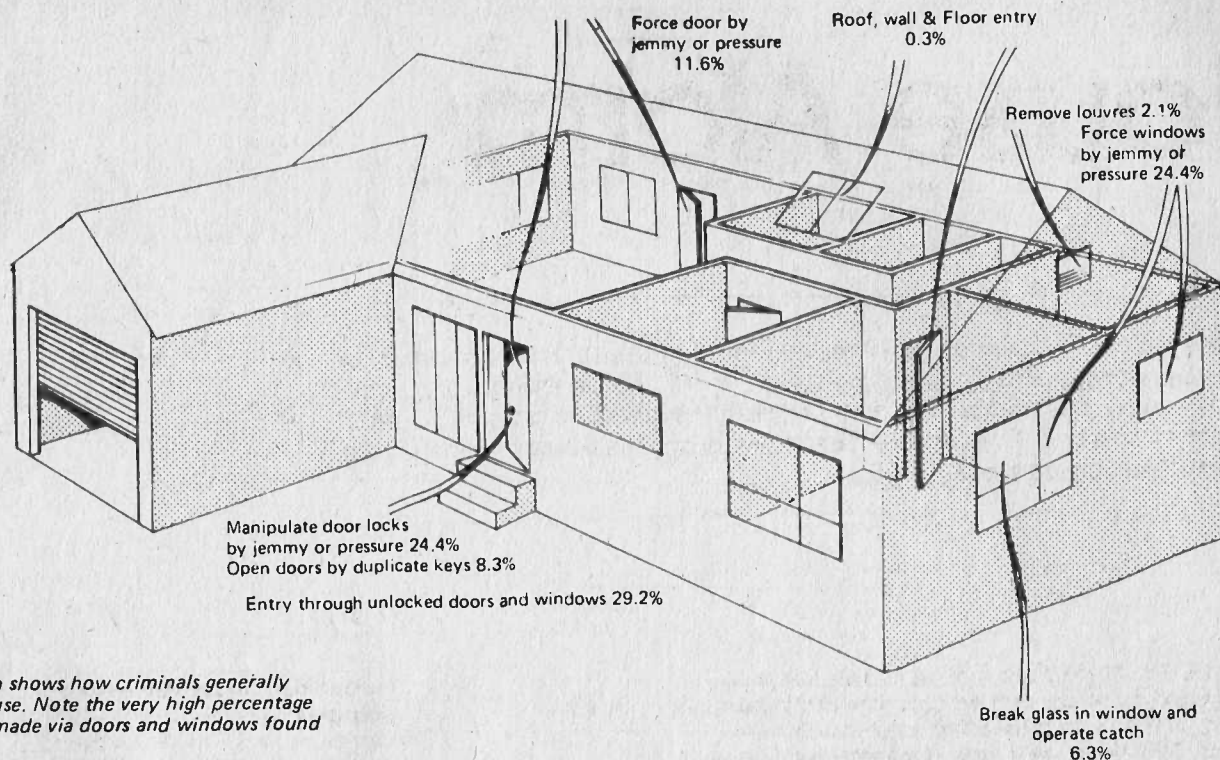 Force door by
jemmy or pressure
11.6%
Roof, wall & Floor entry
0.3%
Remove louvres 2.1%
Force windows
by jemmy or
pressure 24.4%
Manipulate door locks
by jemmy or pressure 24.4%
Open doors by duplicate keys 8.3%
Entry through unlocked doors and windows 29.2%
shows how criminals generally
Note the very high percentage
made via doors and windows found
Break glass in window and
operate catch
6.3%